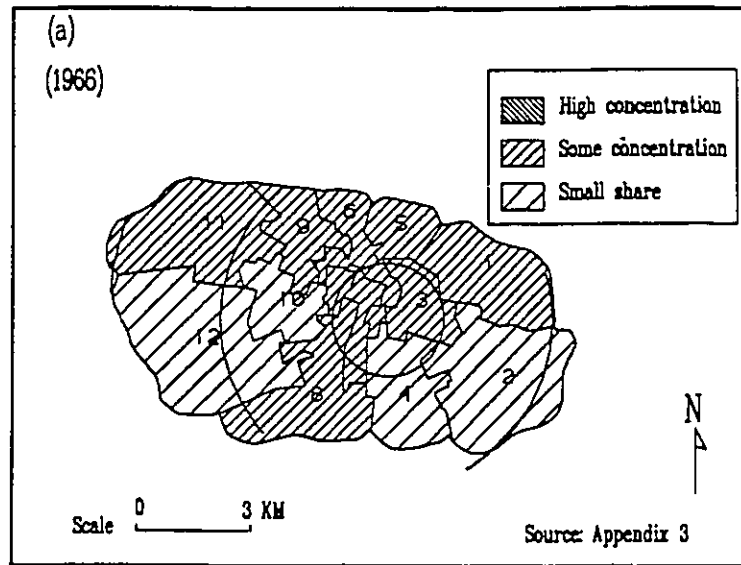 (a)
(1966)
High concentration
Some concentration
Small share
11
9
6
5
1
10
3
12
8
4
2
N
0 3 KM
Scale
Source: Appendix 3